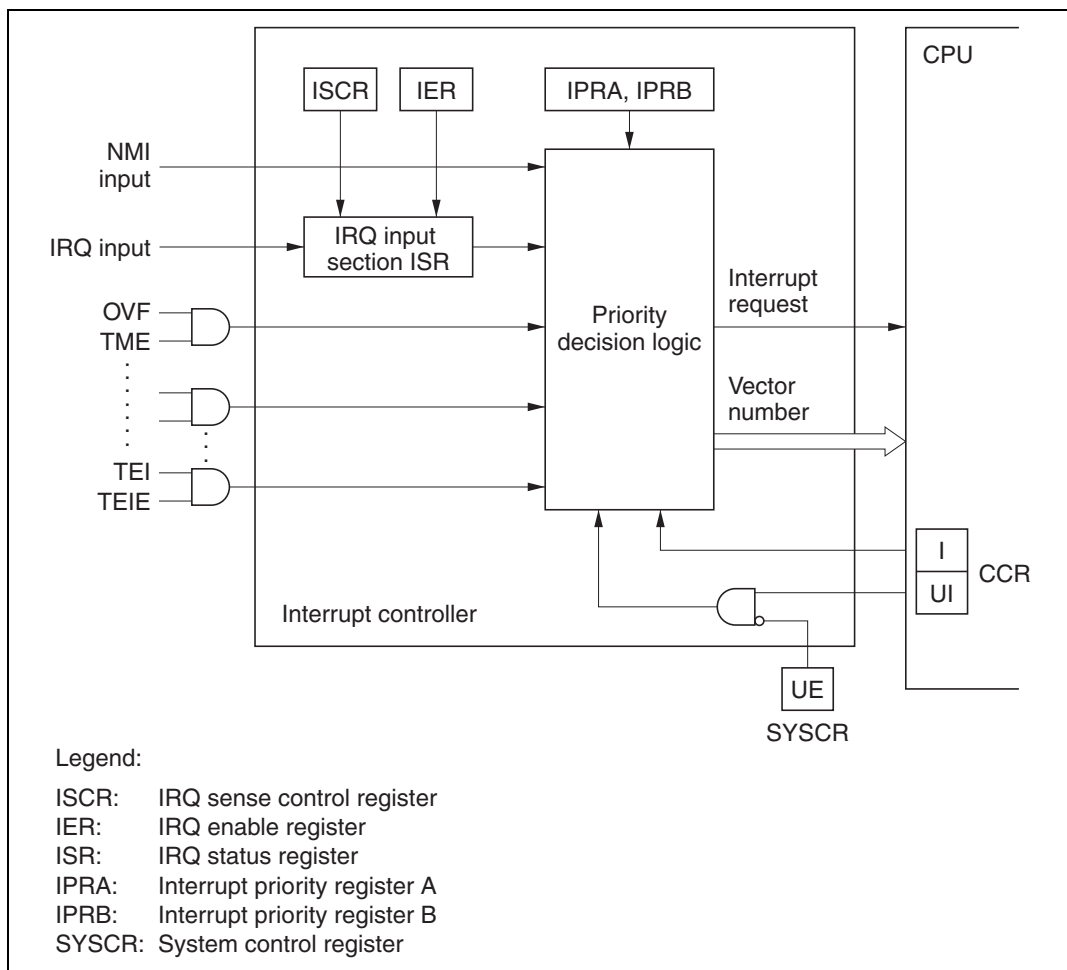 CPU
ISCR
IER
IPRA, IPRB
NMI
input
IRQ input
IRQ input
section ISR
OVF
TME
Priority
decision logic
Interrupt
request
Vector
number
TEI
TEIE
I
UI
CCR
Interrupt controller
UE
SYSCR
Legend:
ISCR: IRQ sense control register
IER: IRQ enable register
ISR: IRQ status register
IPRA: Interrupt priority register A
IPRB: Interrupt priority register B
SYSCR: System control register